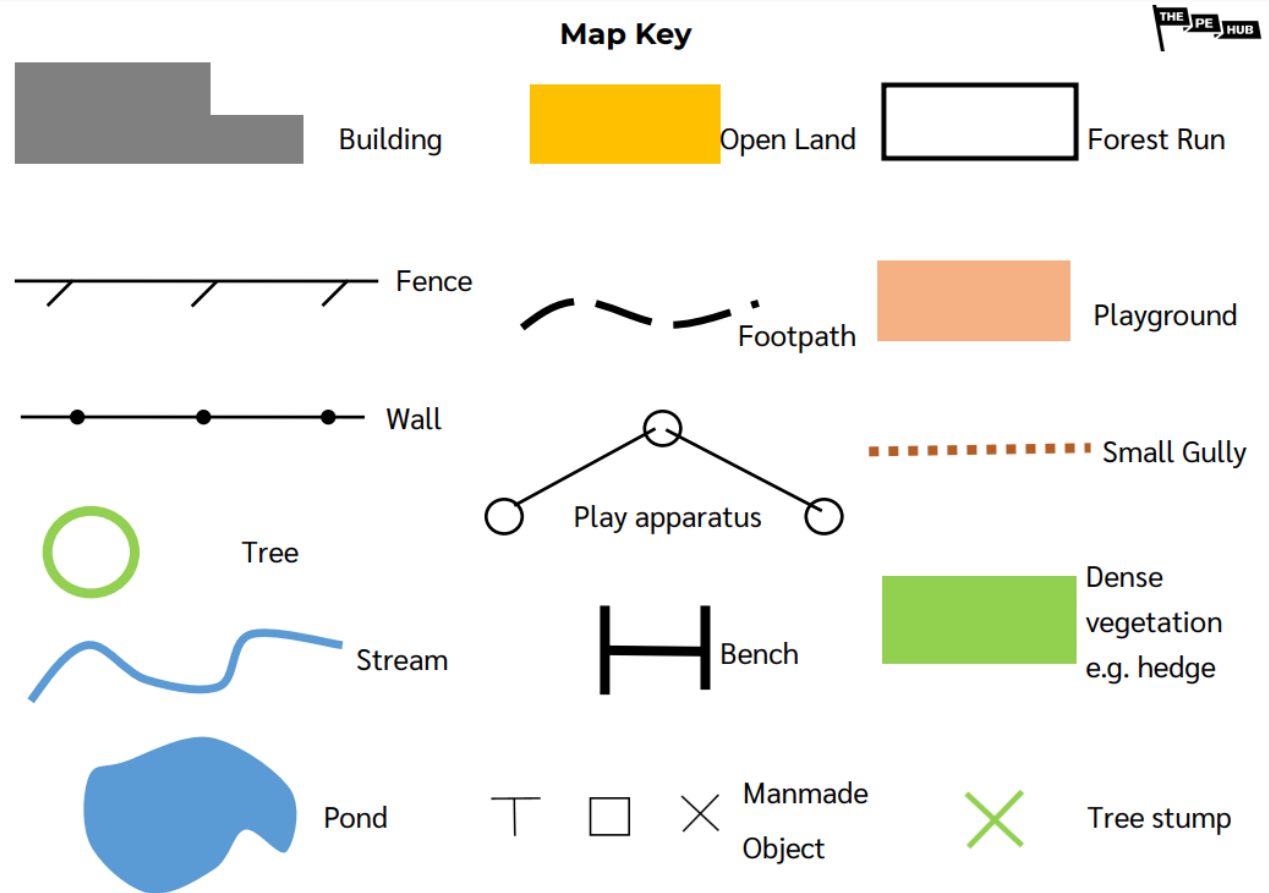 Map Key
THE PE HUB
Building
Open Land
Forest Run
Fence
Footpath
Playground
Wall
Play apparatus
Small Gully
Tree
Dense
vegetation
e.g. hedge
Stream
Bench
Pond
Manmade
Object
Tree stump